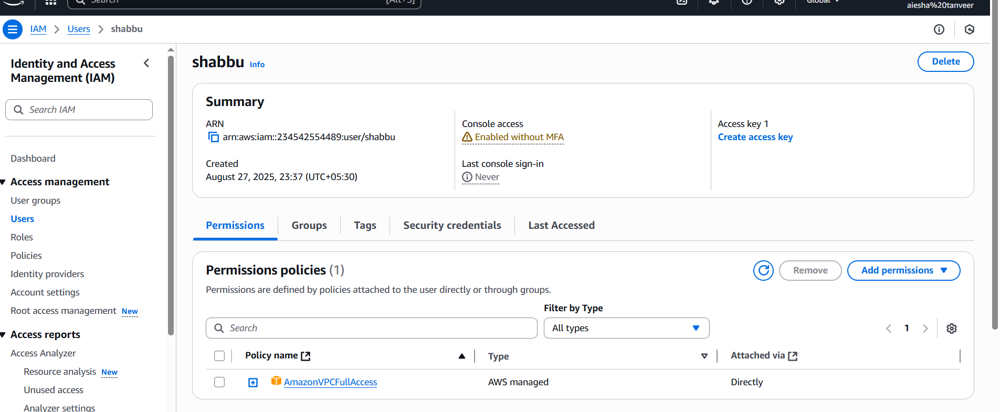 Search [Alt+S] Global aiesha%20tanveer
IAM > Users > shabbu
Identity and Access Management (IAM)
Search IAM
Dashboard
Access management
User groups
Users
Roles
Policies
Identity providers
Account settings
Root access management New
Access reports
Access Analyzer
Resource analysis New
Unused access
Analyzer settings
shabbu Info
Delete
Summary
ARN
arn:aws:iam::234542554489:user/shabbu
Created
August 27, 2025, 23:37 (UTC+05:30)
Console access
Enabled without MFA
Last console sign-in
Never
Access key 1
Create access key
Permissions Groups Tags Security credentials Last Accessed
Permissions policies (1)
Remove Add permissions
Permissions are defined by policies attached to the user directly or through groups.
Filter by Type
Search All types 1
Policy name Type Attached via
AmazonVPCFullAccess AWS managed Directly